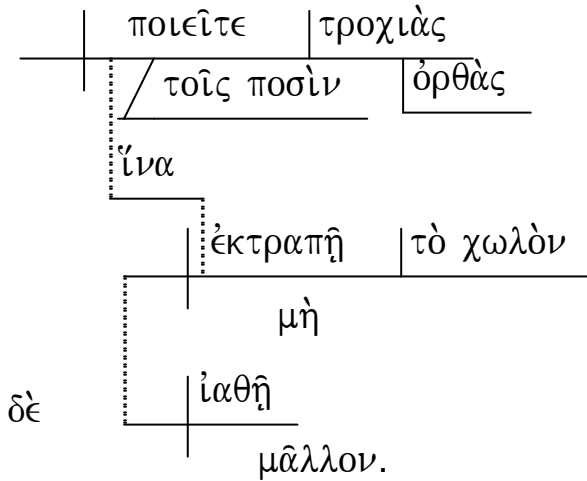 ποιεῖτε τροχιὰς
τοῖς ποσὶν ὀρθὰς
ἵνα
ἐκτραπῇ τὸ χωλὸν
μὴ
δὲ ἰαθῇ
μᾶλλον.